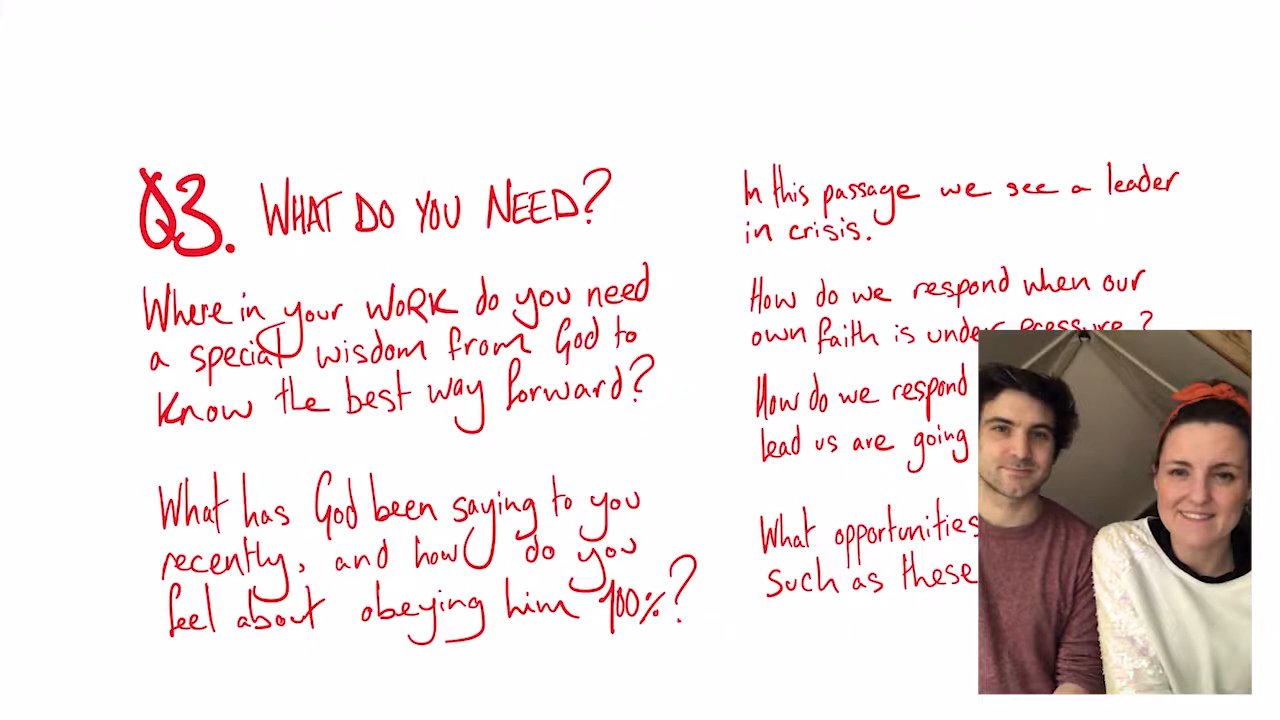 Q3. WHAT DO YOU NEED?
Where in your WORK do you need
a special wisdom from God to
know the best way forward?
What has God been saying to you
recently, and how do you
feel about obeying him 100%?
In this passage we see a leader
in crisis.
How do we respond when our
own faith is under pressure?
How do we respond
lead us are going
What opportunities
such as these